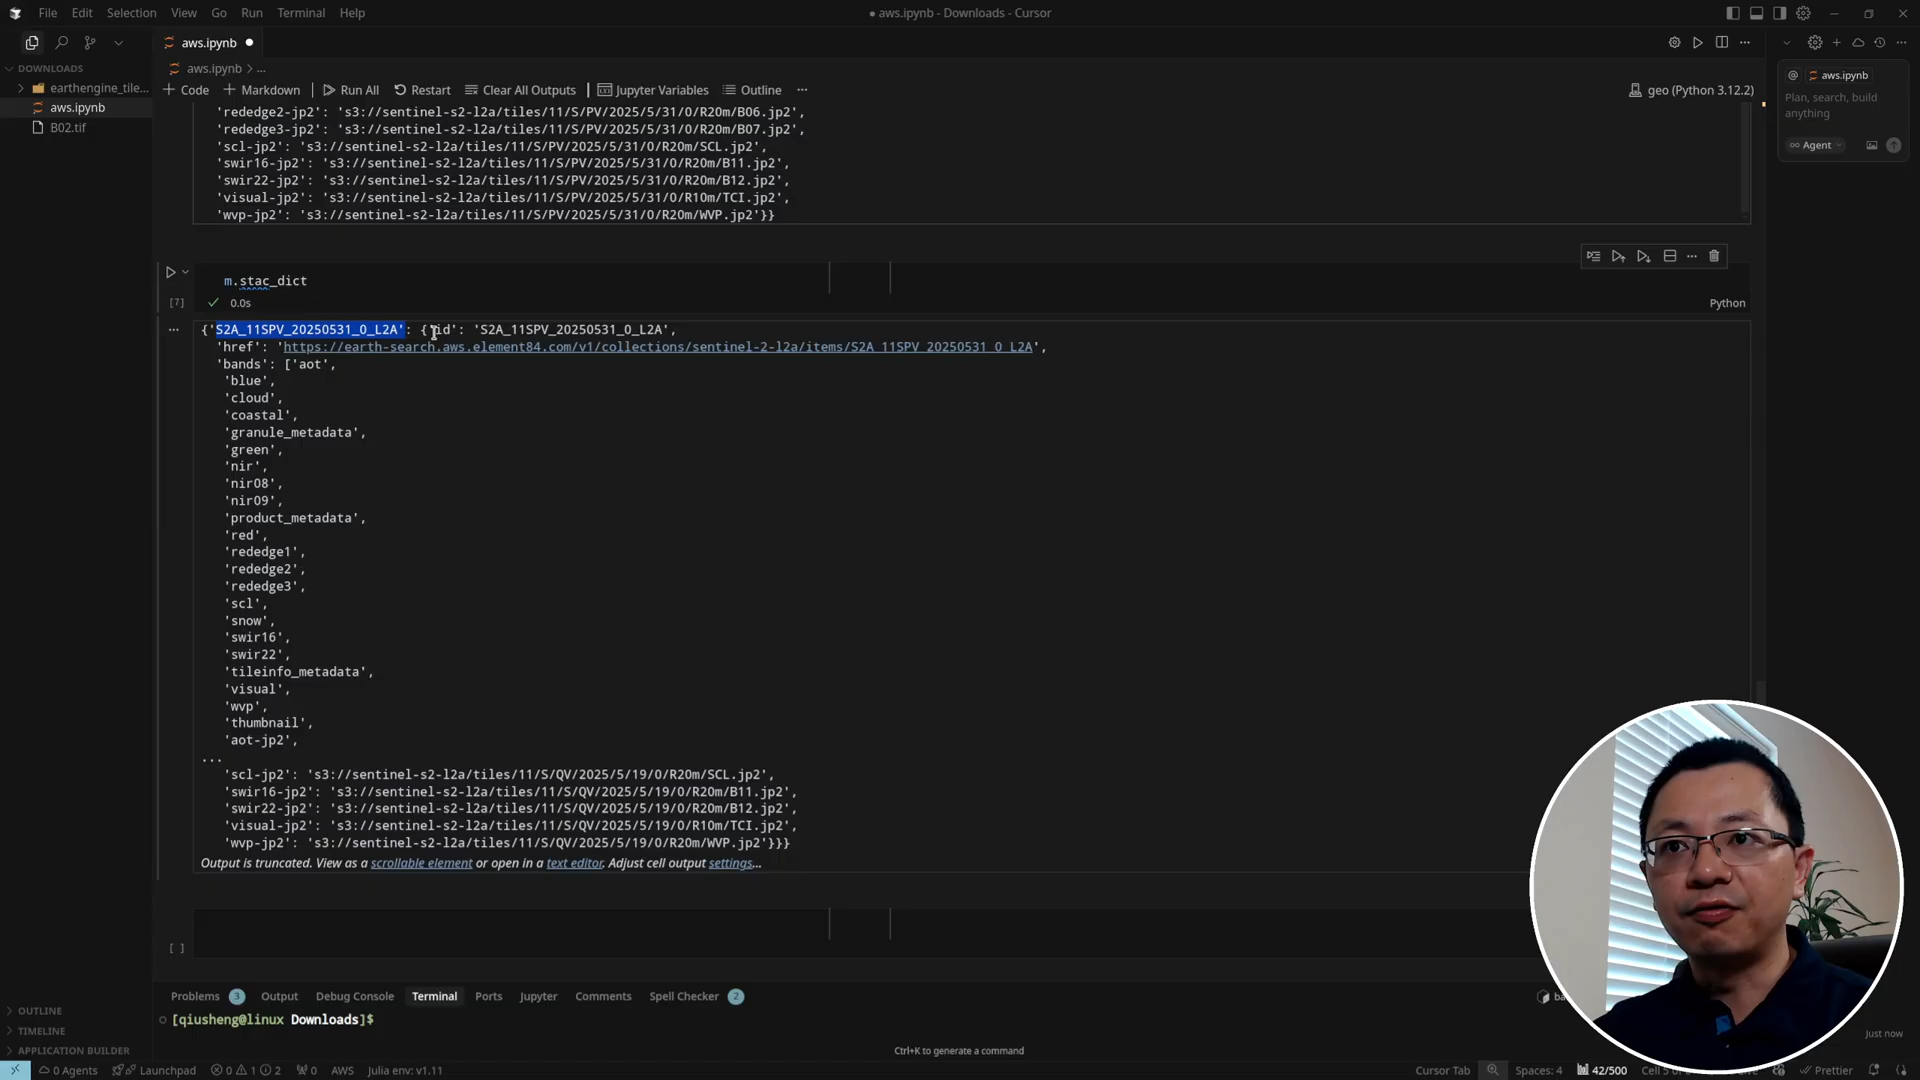 File Edit Selection View Go Run Terminal Help
● aws.ipynb - Downloads - Cursor
aws.ipynb ●
DOWNLOADS
earthengine_tile...
aws.ipynb
B02.tif
aws.ipynb > ...
+ Code + Markdown Run All Restart Clear All Outputs Jupyter Variables Outline ...
geo (Python 3.12.2)
@ aws.ipynb
Plan, search, build
anything
∞ Agent
'rededge2-jp2': 's3://sentinel-s2-l2a/tiles/11/S/PV/2025/5/31/0/R20m/B06.jp2',
'rededge3-jp2': 's3://sentinel-s2-l2a/tiles/11/S/PV/2025/5/31/0/R20m/B07.jp2',
'scl-jp2': 's3://sentinel-s2-l2a/tiles/11/S/PV/2025/5/31/0/R20m/SCL.jp2',
'swir16-jp2': 's3://sentinel-s2-l2a/tiles/11/S/PV/2025/5/31/0/R20m/B11.jp2',
'swir22-jp2': 's3://sentinel-s2-l2a/tiles/11/S/PV/2025/5/31/0/R20m/B12.jp2',
'visual-jp2': 's3://sentinel-s2-l2a/tiles/11/S/PV/2025/5/31/0/R10m/TCI.jp2',
'wvp-jp2': 's3://sentinel-s2-l2a/tiles/11/S/PV/2025/5/31/0/R20m/WVP.jp2'}}
m.stac_dict
[7] ✓ 0.0s
Python
{'S2A_11SPV_20250531_0_L2A': {'id': 'S2A_11SPV_20250531_0_L2A',
'href': 'https://earth-search.aws.element84.com/v1/collections/sentinel-2-l2a/items/S2A_11SPV_20250531_0_L2A',
'bands': ['aot',
'blue',
'cloud',
'coastal',
'granule_metadata',
'green',
'nir',
'nir08',
'nir09',
'product_metadata',
'red',
'rededge1',
'rededge2',
'rededge3',
'scl',
'snow',
'swir16',
'swir22',
'tileinfo_metadata',
'visual',
'wvp',
'thumbnail',
'aot-jp2',
...
'scl-jp2': 's3://sentinel-s2-l2a/tiles/11/S/QV/2025/5/19/0/R20m/SCL.jp2',
'swir16-jp2': 's3://sentinel-s2-l2a/tiles/11/S/QV/2025/5/19/0/R20m/B11.jp2',
'swir22-jp2': 's3://sentinel-s2-l2a/tiles/11/S/QV/2025/5/19/0/R20m/B12.jp2',
'visual-jp2': 's3://sentinel-s2-l2a/tiles/11/S/QV/2025/5/19/0/R10m/TCI.jp2',
'wvp-jp2': 's3://sentinel-s2-l2a/tiles/11/S/QV/2025/5/19/0/R20m/WVP.jp2'}}}
Output is truncated. View as a scrollable element or open in a text editor. Adjust cell output settings...
[ ]
Problems 3 Output Debug Console Terminal Ports Jupyter Comments Spell Checker 2
[qiusheng@linux Downloads]$
Just now
OUTLINE
TIMELINE
APPLICATION BUILDER
Ctrl+K to generate a command
0 Agents Launchpad 0 1 2 0 AWS Julia env: v1.11
Cursor Tab Spaces: 4 42/500 Cell 5 Prettier